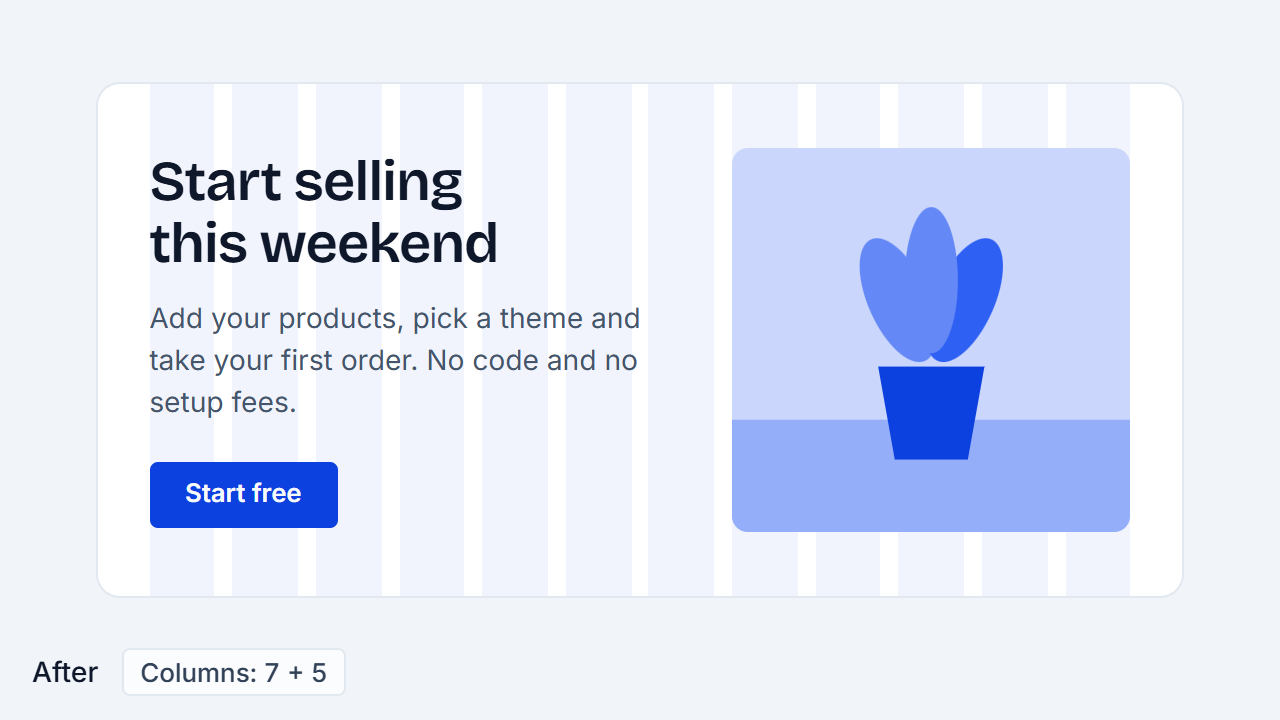 Start selling
this weekend
Add your products, pick a theme and
take your first order. No code and no
setup fees.
Start free
After
Columns: 7 + 5